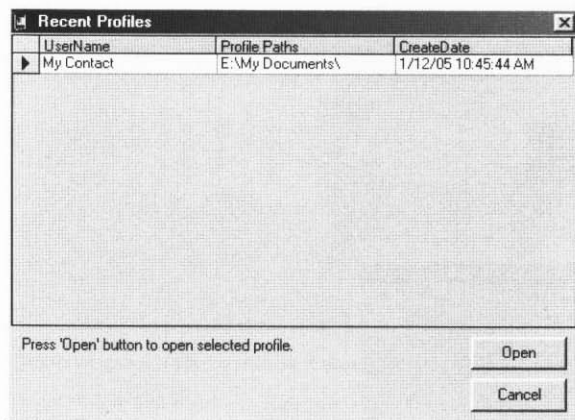 Recent Profiles
UserName Profile Paths CreateDate
My Contact E:\My Documents\ 1/12/05 10:45:44 AM
Press 'Open' button to open selected profile.
Open
Cancel